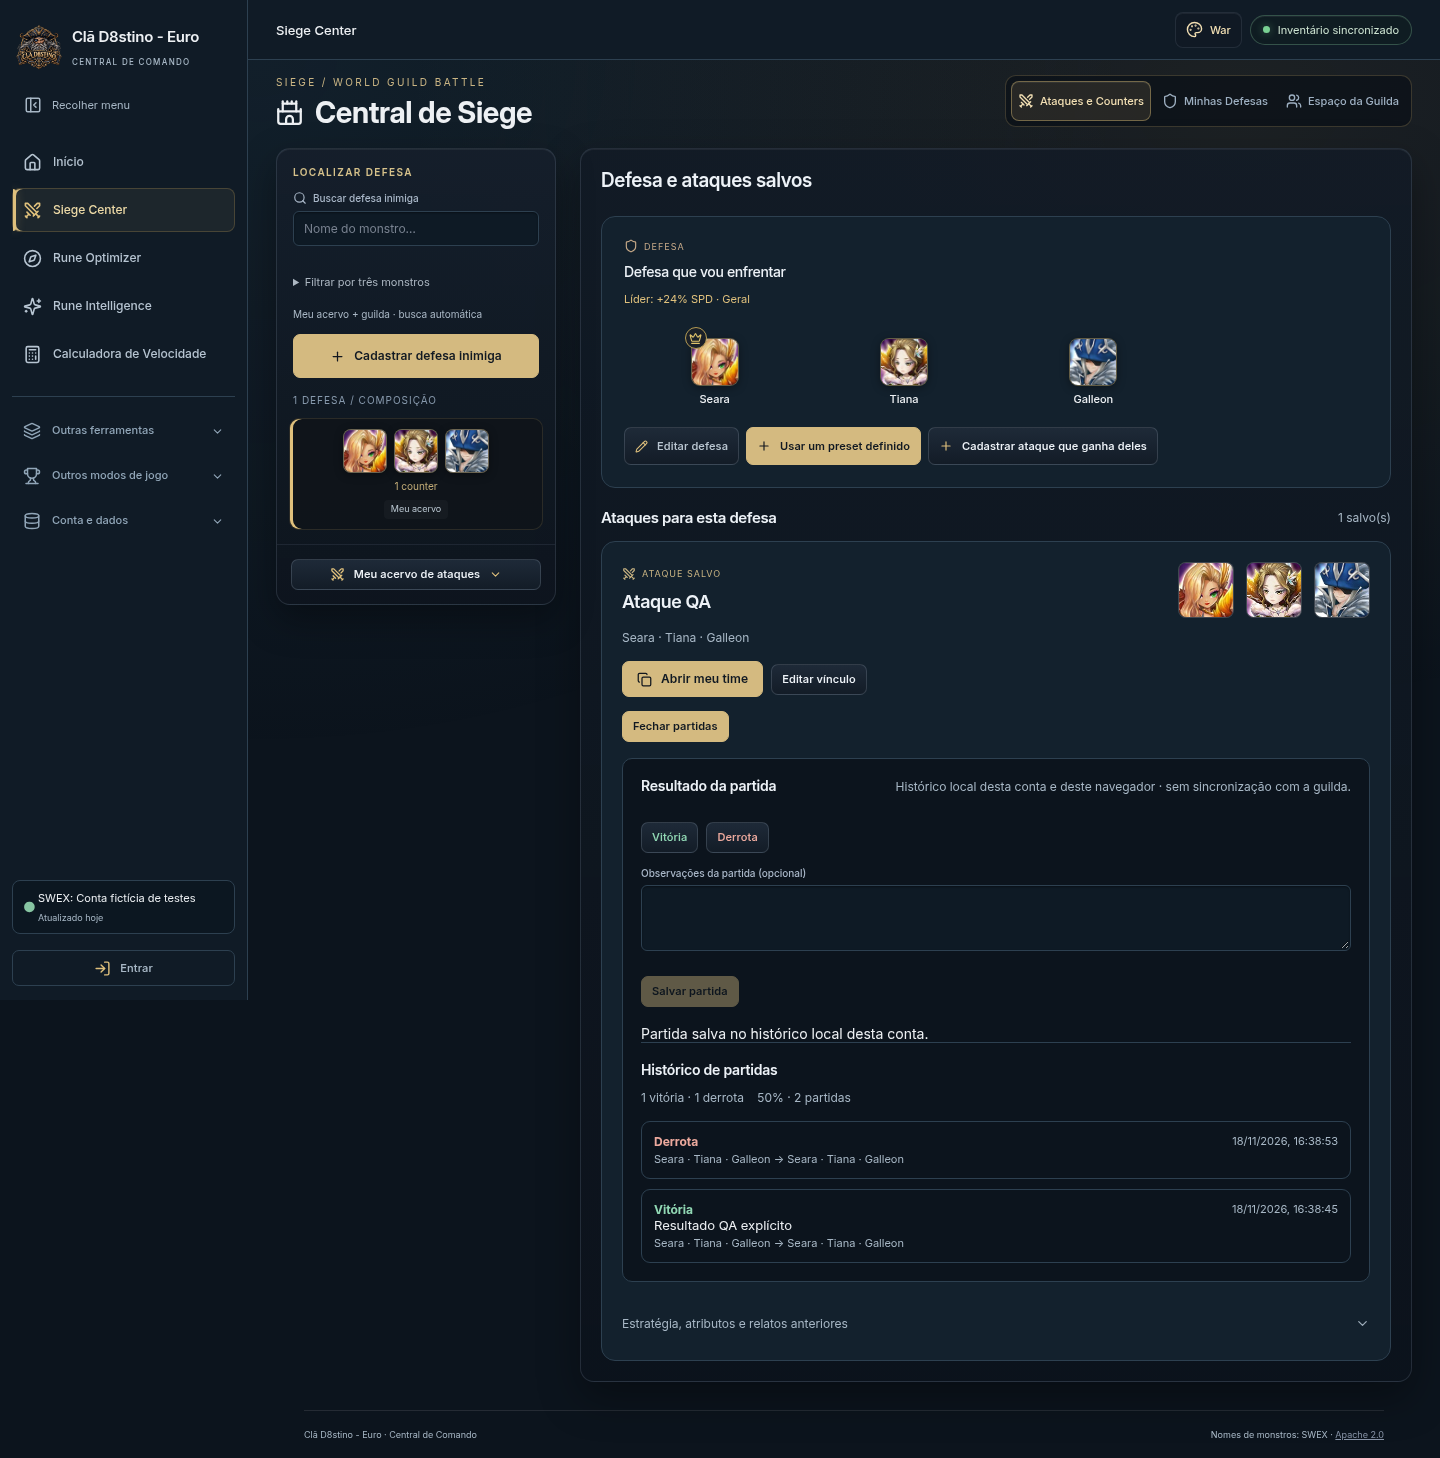 Clã D8stino - Euro
CENTRAL DE COMANDO
Recolher menu
Início
Siege Center
Rune Optimizer
Rune Intelligence
Calculadora de Velocidade
Outras ferramentas
Outros modos de jogo
Conta e dados
SWEX: Conta fictícia de testes
Atualizado hoje
Entrar
Siege Center
War
Inventário sincronizado
SIEGE / WORLD GUILD BATTLE
Central de Siege
Ataques e Counters
Minhas Defesas
Espaço da Guilda
LOCALIZAR DEFESA
Buscar defesa inimiga
Nome do monstro...
Filtrar por três monstros
Meu acervo + guilda · busca automática
Cadastrar defesa inimiga
1 DEFESA / COMPOSIÇÃO
1 counter
Meu acervo
Meu acervo de ataques
Defesa e ataques salvos
DEFESA
Defesa que vou enfrentar
Líder: +24% SPD · Geral
Seara
Tiana
Galleon
Editar defesa
Usar um preset definido
Cadastrar ataque que ganha deles
Ataques para esta defesa
1 salvo(s)
ATAQUE SALVO
Ataque QA
Seara · Tiana · Galleon
Abrir meu time
Editar vínculo
Fechar partidas
Resultado da partida
Histórico local desta conta e deste navegador · sem sincronização com a guilda.
Vitória
Derrota
Observações da partida (opcional)
Salvar partida
Partida salva no histórico local desta conta.
Histórico de partidas
1 vitória · 1 derrota 50% · 2 partidas
Derrota
18/11/2026, 16:38:53
Seara · Tiana · Galleon → Seara · Tiana · Galleon
Vitória
18/11/2026, 16:38:45
Resultado QA explícito
Seara · Tiana · Galleon → Seara · Tiana · Galleon
Estratégia, atributos e relatos anteriores
Clã D8stino - Euro · Central de Comando
Nomes de monstros: SWEX · Apache 2.0